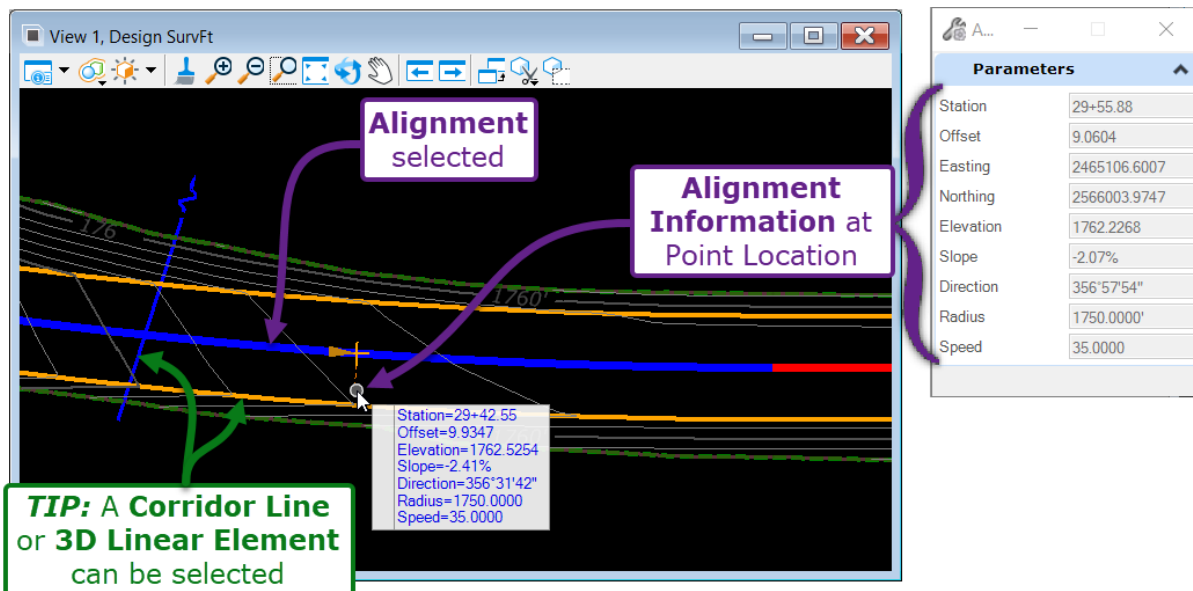 View 1, Design SurvFt
Alignment
selected
176
1760'
Alignment
Information at
Point Location
Station=29+42.55
Offset=9.9347
Elevation=1762.5254
Slope=-2.41%
Direction=356°31'42"
Radius=1750.0000
Speed=35.0000
TIP: A Corridor Line
or 3D Linear Element
can be selected
A...
Parameters
Station 29+55.88
Offset 9.0604
Easting 2465106.6007
Northing 2566003.9747
Elevation 1762.2268
Slope -2.07%
Direction 356°57'54"
Radius 1750.0000'
Speed 35.0000